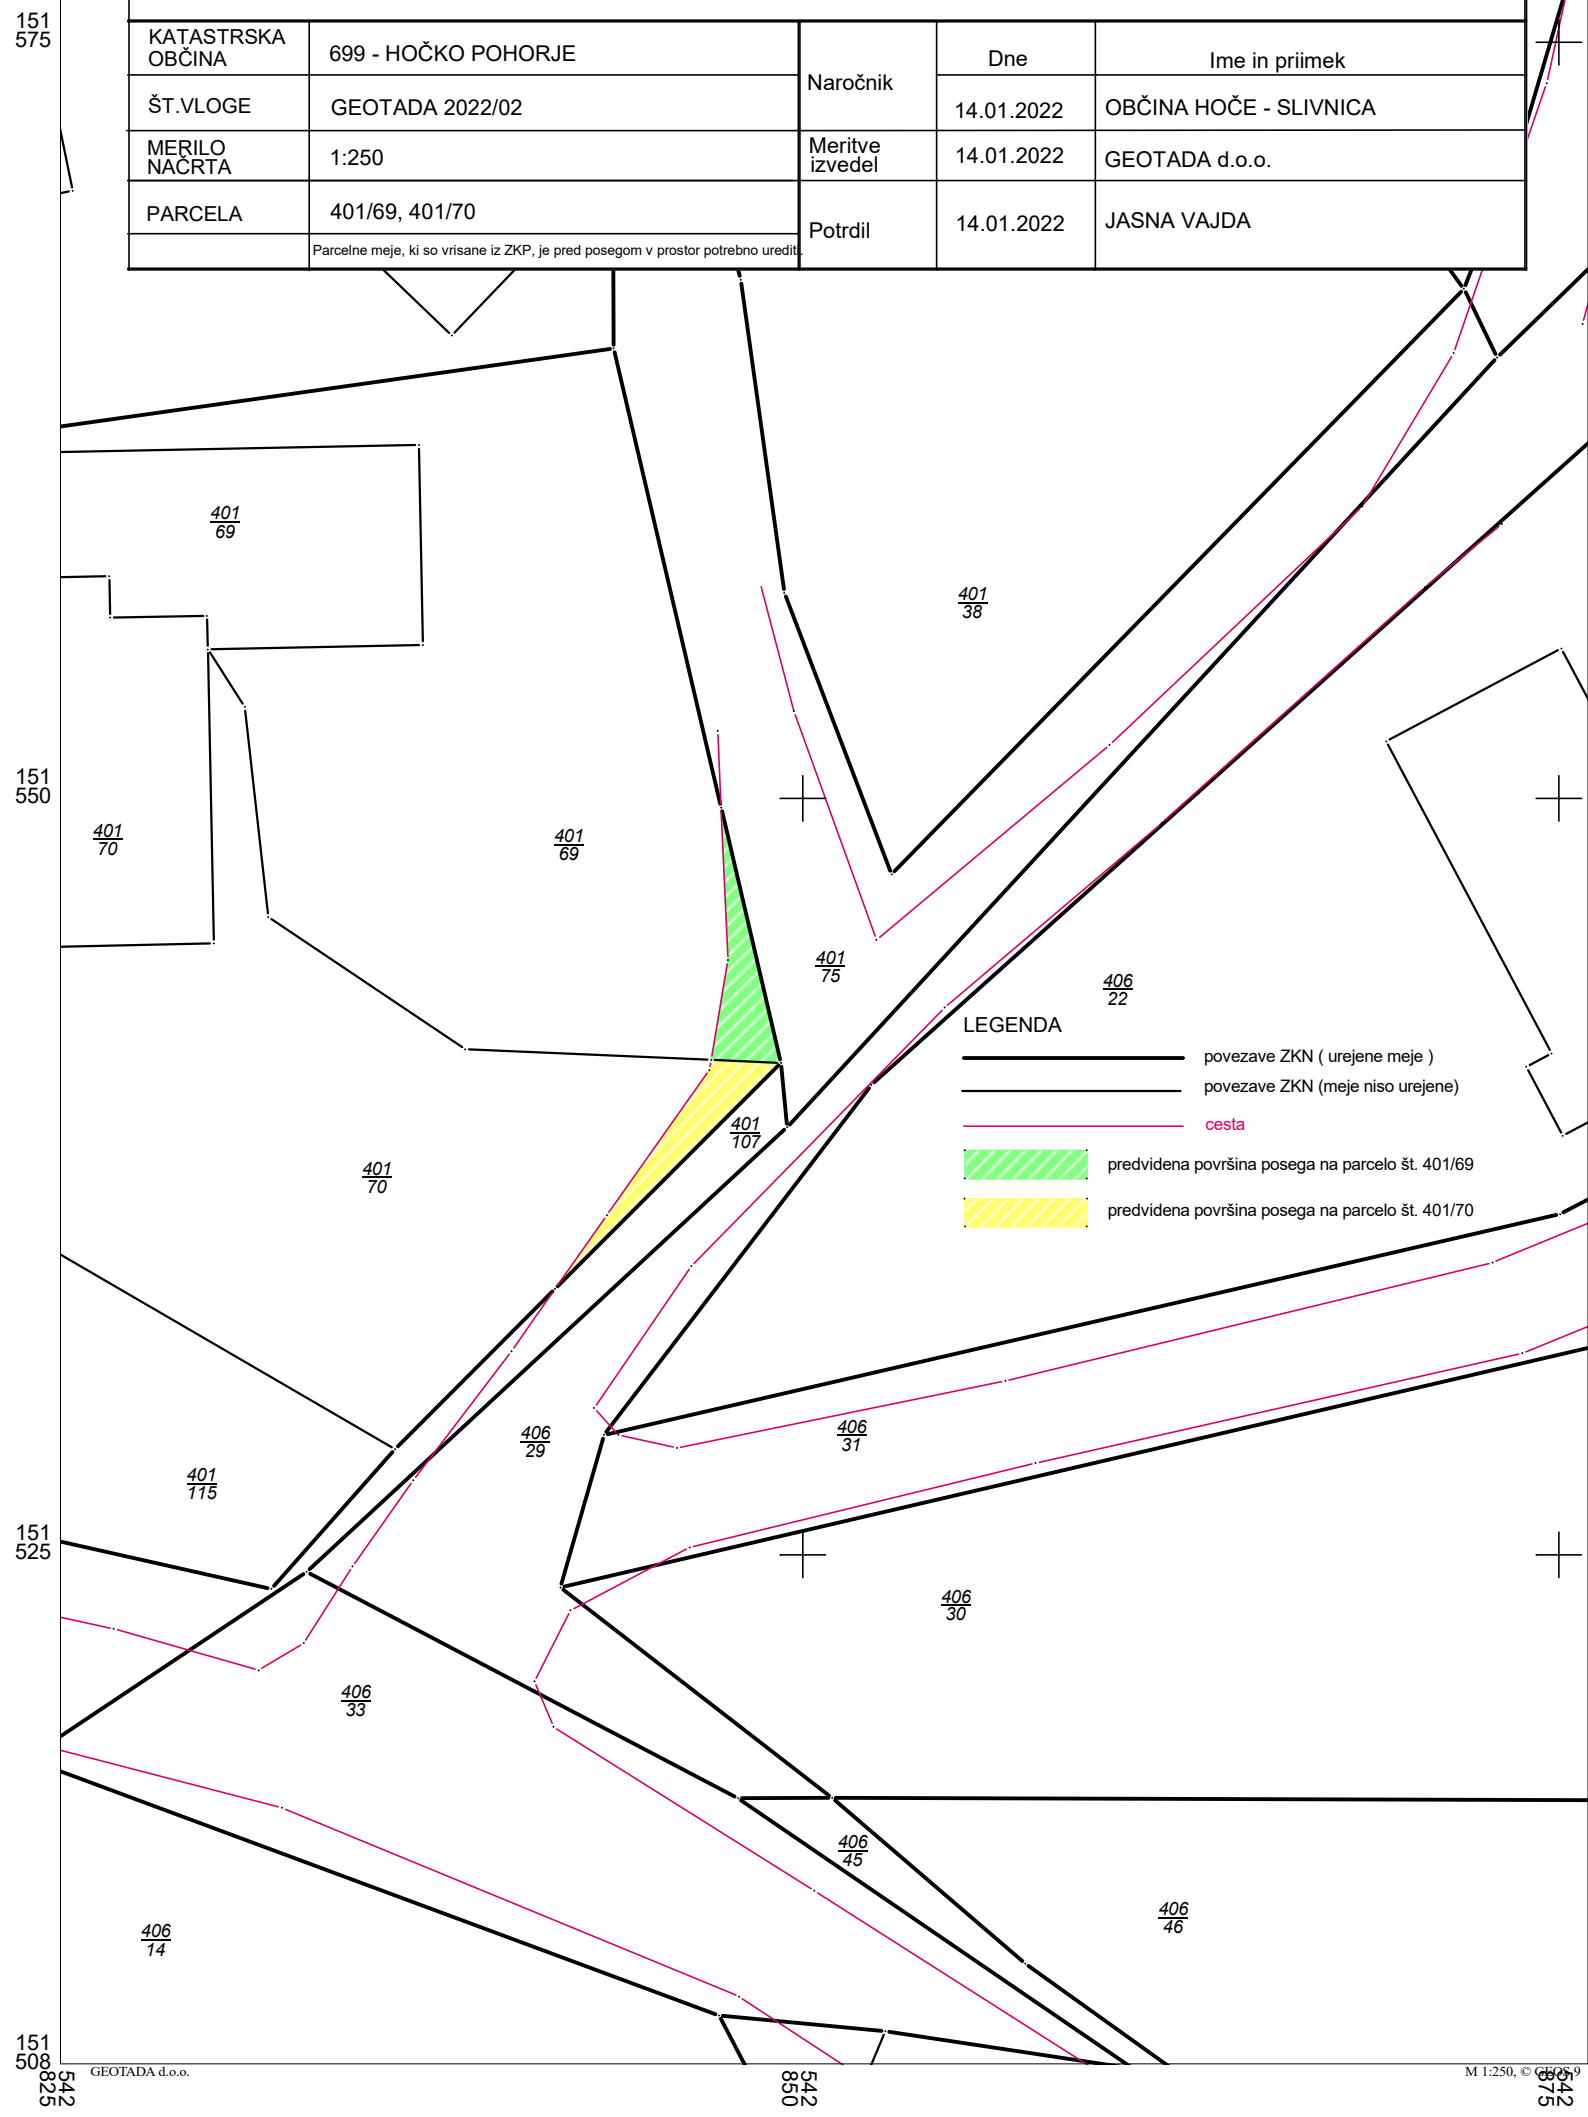 151
575
KATASTRSKA
OBČINA
699 - HOČKO POHORJE
Naročnik
Dne
Ime in priimek
ŠT.VLOGE
GEOTADA 2022/02
14.01.2022
OBČINA HOČE - SLIVNICA
MERILO
NAČRTA
1:250
Meritve
izvedel
14.01.2022
GEOTADA d.o.o.
PARCELA
401/69, 401/70
Potrdil
14.01.2022
JASNA VAJDA
Parcelne meje, ki so vrisane iz ZKP, je pred posegom v prostor potrebno urediti.
401
69
401
38
151
550
401
70
401
69
401
75
406
22
LEGENDA
povezave ZKN ( urejene meje )
povezave ZKN (meje niso urejene)
cesta
predvidena površina posega na parcelo št. 401/69
predvidena površina posega na parcelo št. 401/70
401
107
401
70
406
29
406
31
401
115
151
525
406
30
406
33
406
45
406
46
406
14
151
508
542
825
GEOTADA d.o.o.
542
850
M 1:250, © GEOS 9
542
875